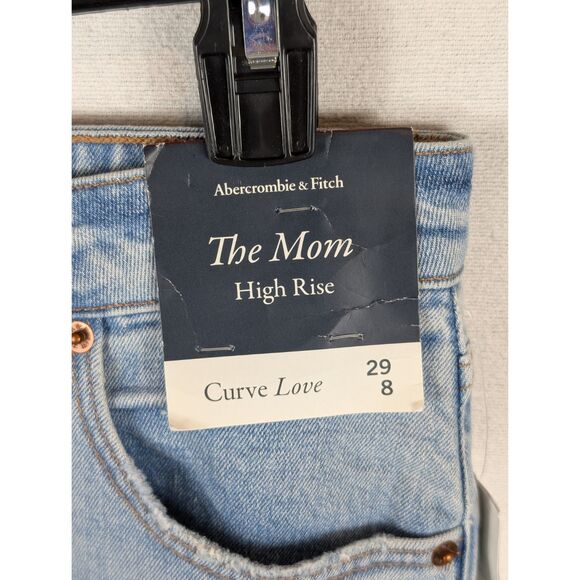 Abercrombie & Fitch
The Mom
High Rise
Curve Love
29
8